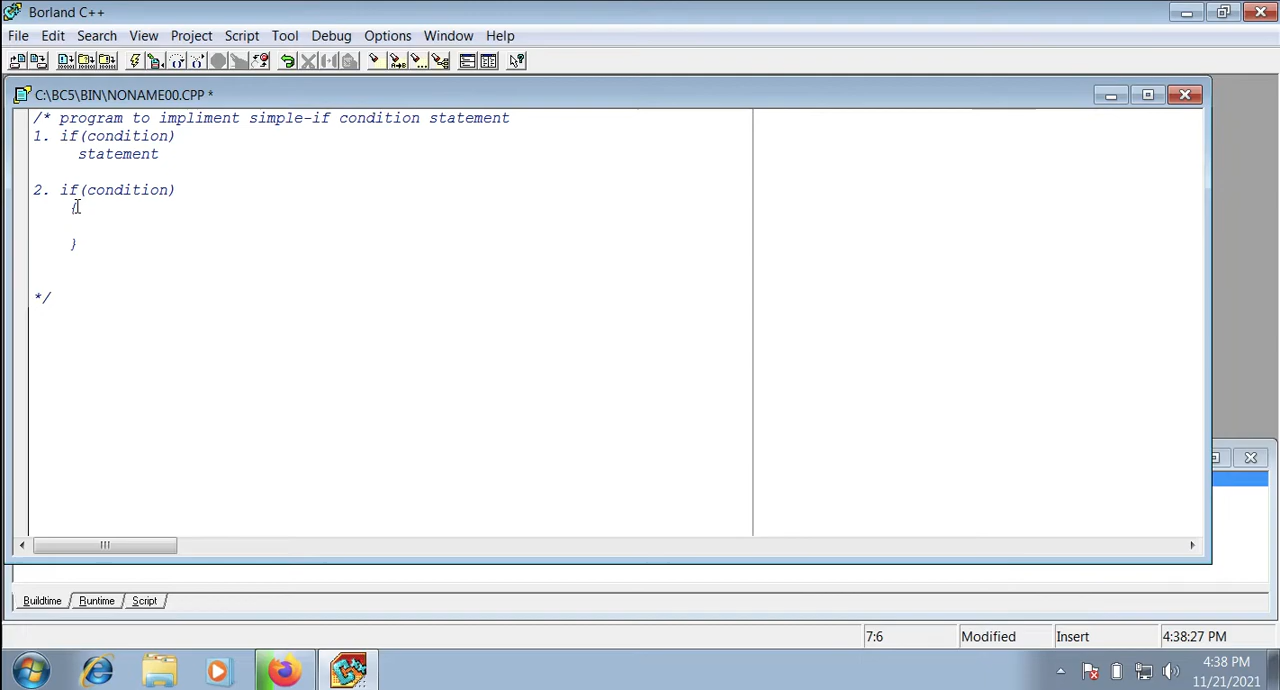 Borland C++
File Edit Search View Project Script Tool Debug Options Window Help
C:\BC5\BIN\NONAME00.CPP *
/* program to impliment simple-if condition statement
1. if(condition)
statement
2. if(condition)
{
}
*/
Buildtime Runtime Script
7:6 Modified Insert 4:38:27 PM
4:38 PM
11/21/2021